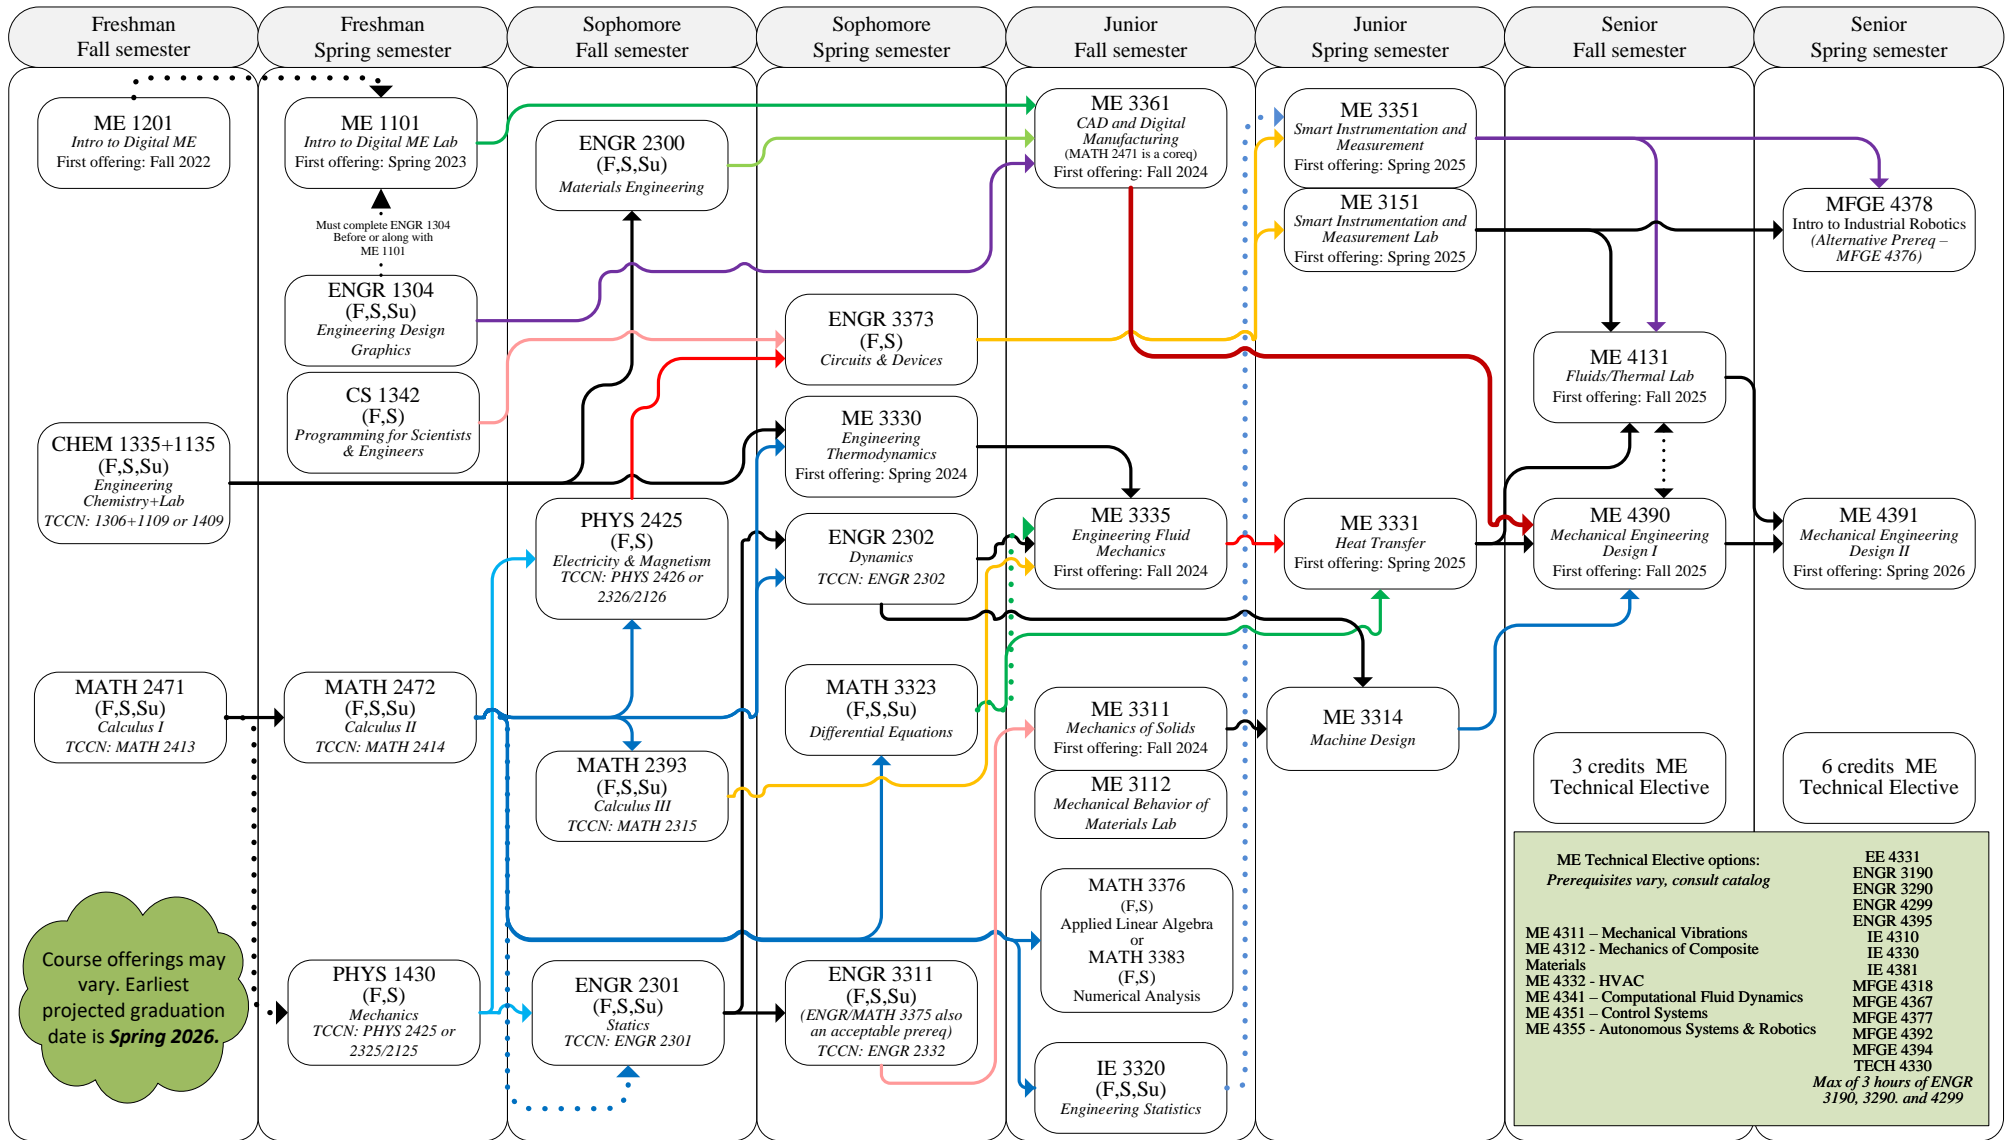 Freshman
Fall semester
Freshman
Spring semester
Sophomore
Fall semester
Sophomore
Spring semester
Junior
Fall semester
Junior
Spring semester
Senior
Fall semester
Senior
Spring semester
ME 1201
Intro to Digital ME
First offering: Fall 2022
CHEM 1335+1135
(F,S,Su)
Engineering
Chemistry+Lab
TCCN: 1306+1109 or 1409
MATH 2471
(F,S,Su)
Calculus I
TCCN: MATH 2413
Course offerings may
vary. Earliest
projected graduation
date is Spring 2026.
ME 1101
Intro to Digital ME Lab
First offering: Spring 2023
Must complete ENGR 1304
Before or along with
ME 1101
ENGR 1304
(F,S,Su)
Engineering Design
Graphics
CS 1342
(F,S)
Programming for Scientists
& Engineers
MATH 2472
(F,S,Su)
Calculus II
TCCN: MATH 2414
PHYS 1430
(F,S)
Mechanics
TCCN: PHYS 2425 or
2325/2125
ENGR 2300
(F,S,Su)
Materials Engineering
PHYS 2425
(F,S)
Electricity & Magnetism
TCCN: PHYS 2426 or
2326/2126
MATH 2393
(F,S,Su)
Calculus III
TCCN: MATH 2315
ENGR 2301
(F,S,Su)
Statics
TCCN: ENGR 2301
ENGR 3373
(F,S)
Circuits & Devices
ME 3330
Engineering
Thermodynamics
First offering: Spring 2024
ENGR 2302
Dynamics
TCCN: ENGR 2302
MATH 3323
(F,S,Su)
Differential Equations
ENGR 3311
(F,S,Su)
(ENGR/MATH 3375 also
an acceptable prereq)
TCCN: ENGR 2332
ME 3361
CAD and Digital
Manufacturing
(MATH 2471 is a coreq)
First offering: Fall 2024
ME 3335
Engineering Fluid
Mechanics
First offering: Fall 2024
ME 3311
Mechanics of Solids
First offering: Fall 2024
ME 3112
Mechanical Behavior of
Materials Lab
MATH 3376
(F,S)
Applied Linear Algebra
or
MATH 3383
(F,S)
Numerical Analysis
IE 3320
(F,S,Su)
Engineering Statistics
ME 3351
Smart Instrumentation and
Measurement
First offering: Spring 2025
ME 3151
Smart Instrumentation and
Measurement Lab
First offering: Spring 2025
ME 3331
Heat Transfer
First offering: Spring 2025
ME 3314
Machine Design
ME 4131
Fluids/Thermal Lab
First offering: Fall 2025
ME 4390
Mechanical Engineering
Design I
First offering: Fall 2025
3 credits ME
Technical Elective
MFGE 4378
Intro to Industrial Robotics
(Alternative Prereq –
MFGE 4376)
ME 4391
Mechanical Engineering
Design II
First offering: Spring 2026
6 credits ME
Technical Elective
ME Technical Elective options:
Prerequisites vary, consult catalog
ME 4311 – Mechanical Vibrations
ME 4312 - Mechanics of Composite
Materials
ME 4332 - HVAC
ME 4341 – Computational Fluid Dynamics
ME 4351 – Control Systems
ME 4355 - Autonomous Systems & Robotics
EE 4331
ENGR 3190
ENGR 3290
ENGR 4299
ENGR 4395
IE 4310
IE 4330
IE 4381
MFGE 4318
MFGE 4367
MFGE 4377
MFGE 4392
MFGE 4394
TECH 4330
Max of 3 hours of ENGR
3190, 3290. and 4299